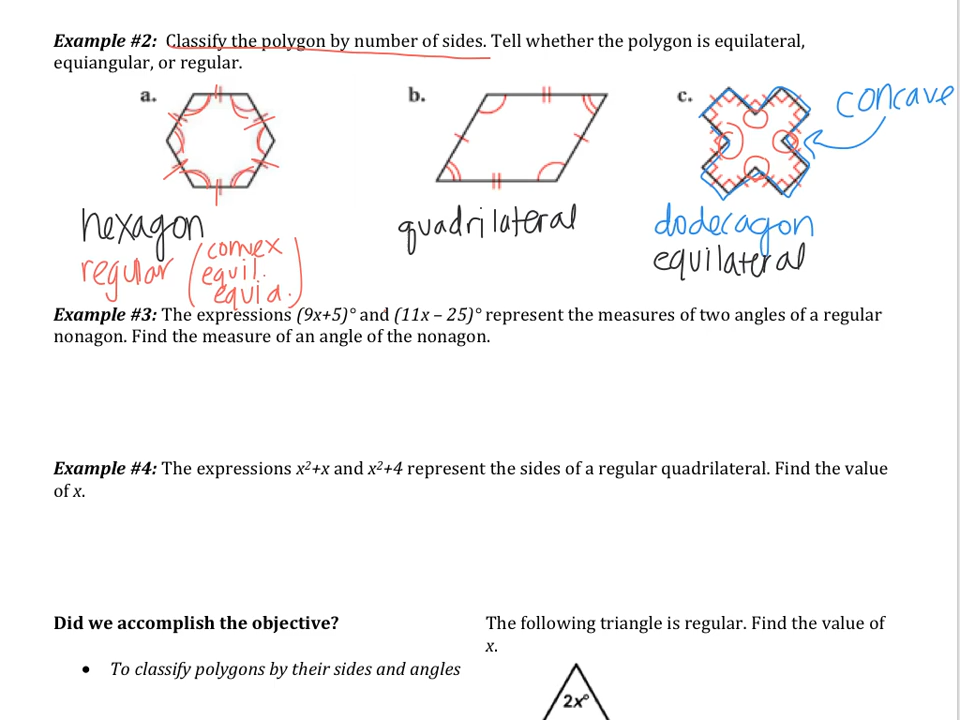 Example #2: Classify the polygon by number of sides. Tell whether the polygon is equilateral,
equiangular, or regular.
a. b. c. concave
hexagon quadrilateral dodecagon
regular (convex equilateral
equil.
equia.)
Example #3: The expressions (9x+5)° and (11x – 25)° represent the measures of two angles of a regular
nonagon. Find the measure of an angle of the nonagon.
Example #4: The expressions x²+x and x²+4 represent the sides of a regular quadrilateral. Find the value
of x.
Did we accomplish the objective?
• To classify polygons by their sides and angles
The following triangle is regular. Find the value of
x.
2x°